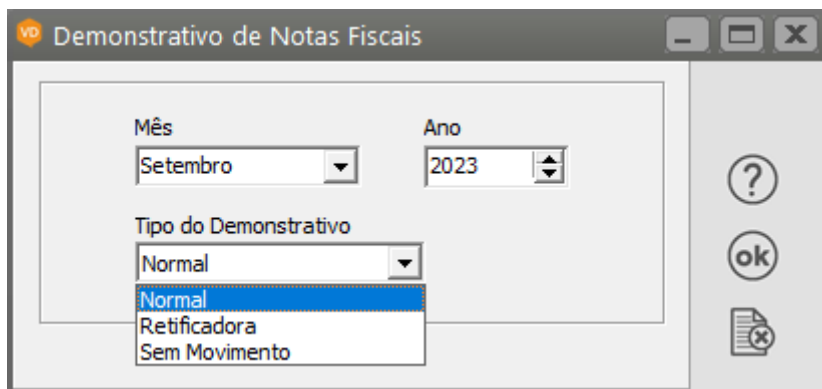 VD Demonstrativo de Notas Fiscais
Mês Ano
Setembro 2023
?
Tipo do Demonstrativo
Normal
ok
Normal
Retificadora
Sem Movimento